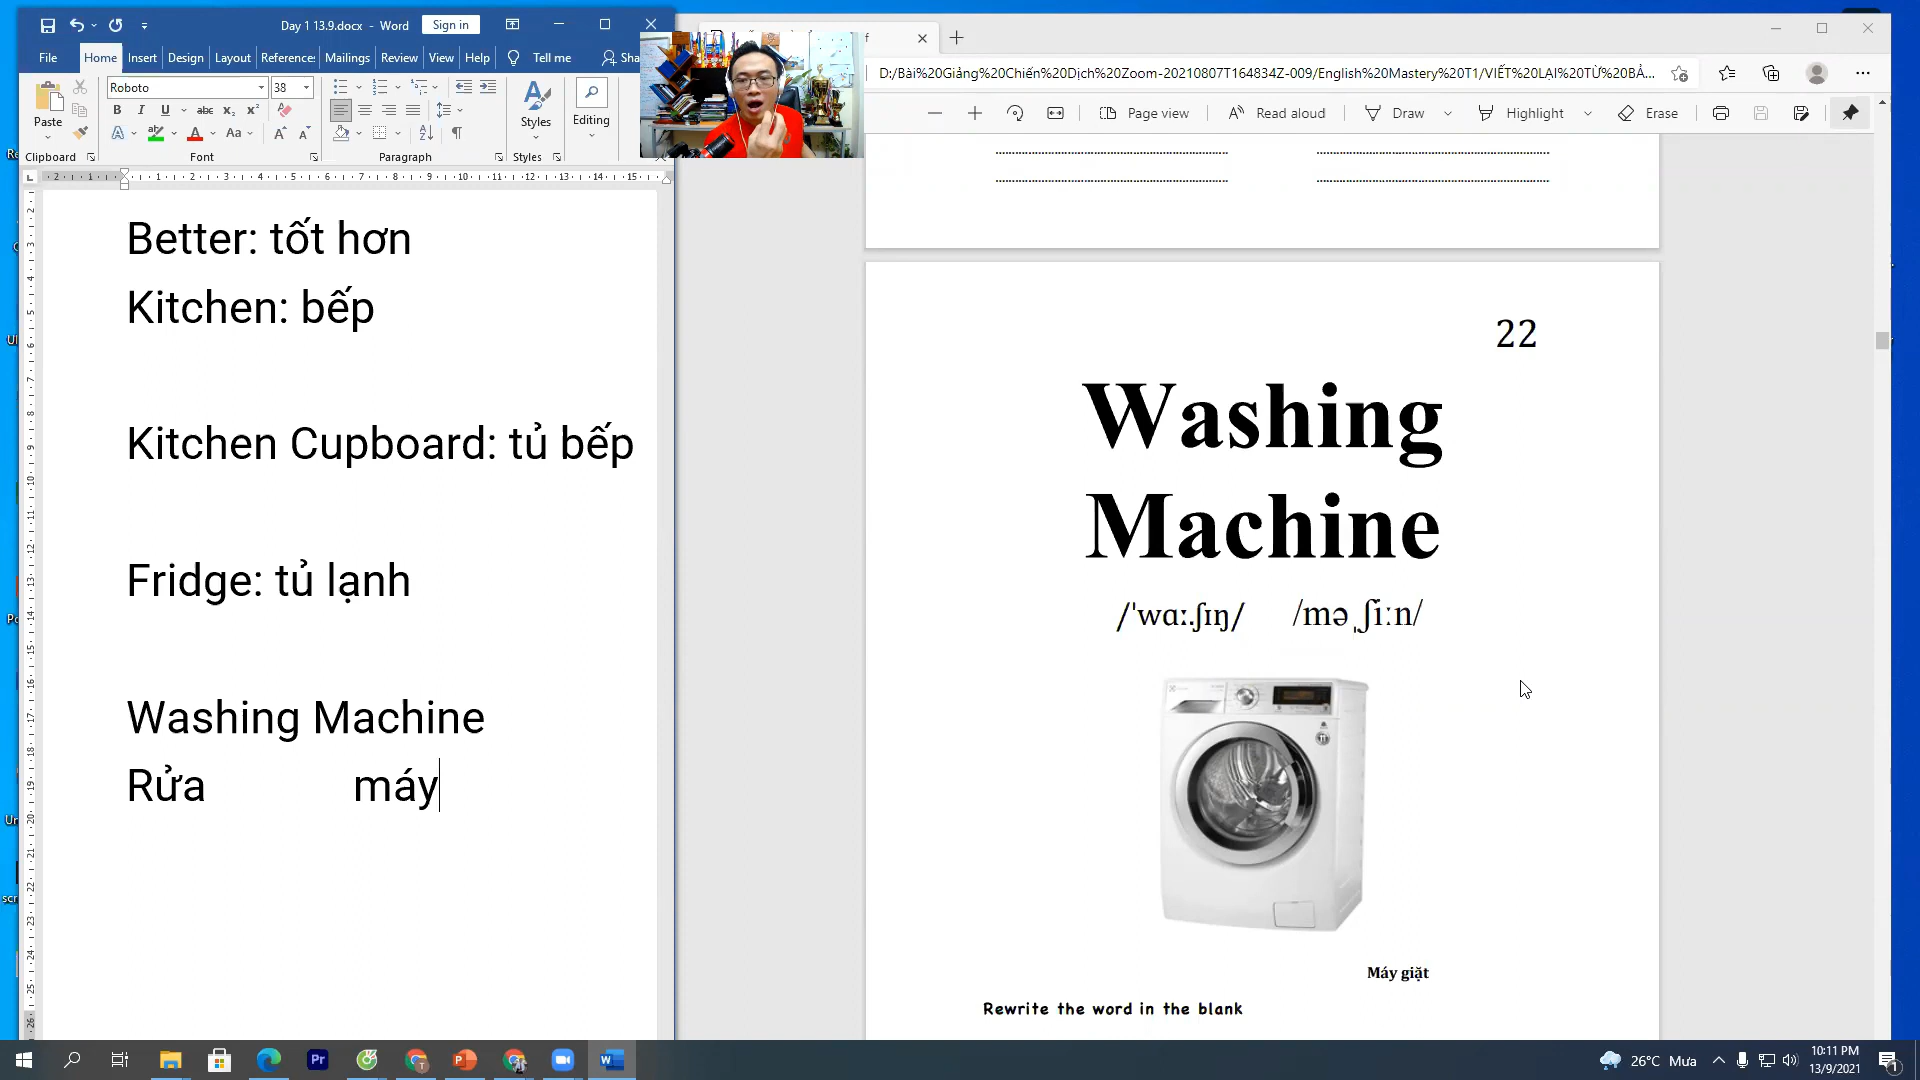 Day 1 13.9.docx - Word
Sign in
File Home Insert Design Layout Mailings Review View Help Tell me
Roboto 38
Paste Styles Editing
Clipboard Font Paragraph Styles
Better: tốt hơn
Kitchen: bếp
Kitchen Cupboard: tủ bếp
Fridge: tủ lạnh
Washing Machine
Rửa máy
D:/Bài%20Giảng%20Chiến%20Dịch%20Zoom-20210807T164834Z-009/English%20Mastery%20T1/VIẾT%20LẠI%20TỪ%20BẢ...
Page view Read aloud Draw Highlight Erase
22
Washing
Machine
/ˈwɑː.ʃɪŋ/ /məˌʃiːn/
Máy giặt
Rewrite the word in the blank
26°C Mưa
10:11 PM
13/9/2021